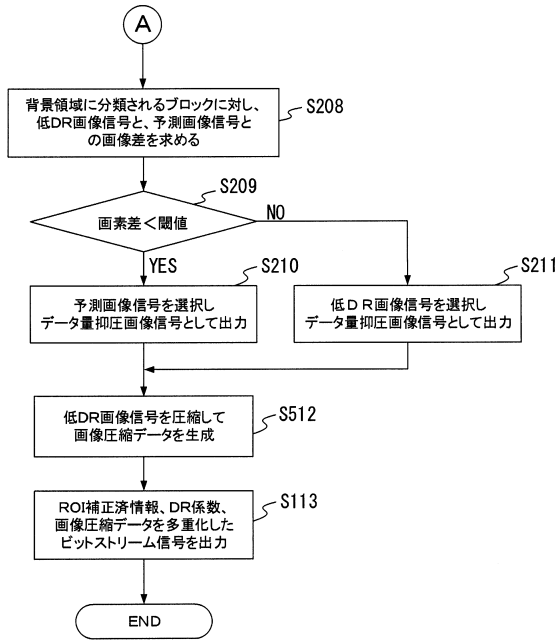 A
背景領域に分類されるブロックに対し、
低DR画像信号と、予測画像信号と
の画像差を求める
S208
S209
画素差＜閾値
NO
YES
S210
S211
予測画像信号を選択し
データ量抑圧画像信号として出力
低ＤＲ画像信号を選択し
データ量抑圧画像信号として出力
低DR画像信号を圧縮して
画像圧縮データを生成
S512
ROI補正済情報、DR係数、
画像圧縮データを多重化した
ビットストリーム信号を出力
S113
END